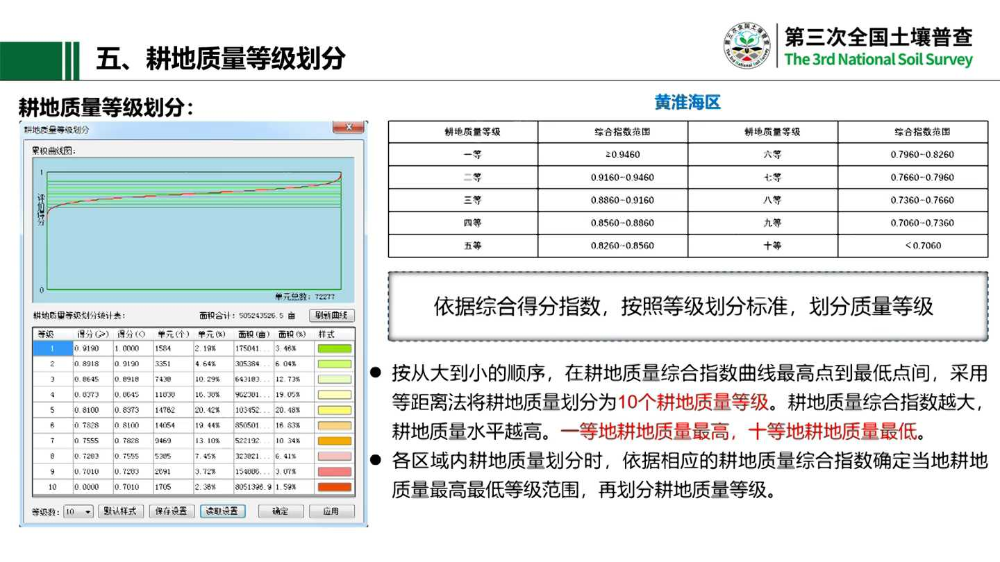 五、耕地质量等级划分
第三次全国土壤普查
The 3rd National Soil Survey
耕地质量等级划分：
耕地质量等级划分
累积曲线图：
1
评价得分
0
单元总数：72277
耕地质量等级划分统计表：
面积合计：505243526.5 亩
刷新曲线
等级 得分(>=) 得分(<) 单元(个) 单元(%) 面积(亩) 面积(%) 样式
1 0.9190 1.0000 1584 2.19% 175041... 3.46%
2 0.8918 0.9190 3351 4.64% 305384... 6.04%
3 0.8645 0.8918 7438 10.29% 643183... 12.73%
4 0.8373 0.8645 11838 16.38% 962381... 19.05%
5 0.8100 0.8373 14762 20.42% 103452... 20.48%
6 0.7828 0.8100 14054 19.44% 850501... 16.83%
7 0.7555 0.7828 9469 13.10% 522192... 10.34%
8 0.7283 0.7555 5385 7.45% 323821... 6.41%
9 0.7010 0.7283 2691 3.72% 154886... 3.07%
10 0.0000 0.7010 1705 2.36% 8051396.9 1.59%
等级数：10 默认样式 保存设置 读取设置 确定 应用
黄淮海区
耕地质量等级 综合指数范围 耕地质量等级 综合指数范围
一等 ≥0.9460 六等 0.7960~0.8260
二等 0.9160~0.9460 七等 0.7660~0.7960
三等 0.8860~0.9160 八等 0.7360~0.7660
四等 0.8560~0.8860 九等 0.7060~0.7360
五等 0.8260~0.8560 十等 ＜0.7060
依据综合得分指数，按照等级划分标准，划分质量等级
● 按从大到小的顺序，在耕地质量综合指数曲线最高点到最低点间，采用
等距离法将耕地质量划分为10个耕地质量等级。耕地质量综合指数越大，
耕地质量水平越高。一等地耕地质量最高，十等地耕地质量最低。
● 各区域内耕地质量划分时，依据相应的耕地质量综合指数确定当地耕地
质量最高最低等级范围，再划分耕地质量等级。